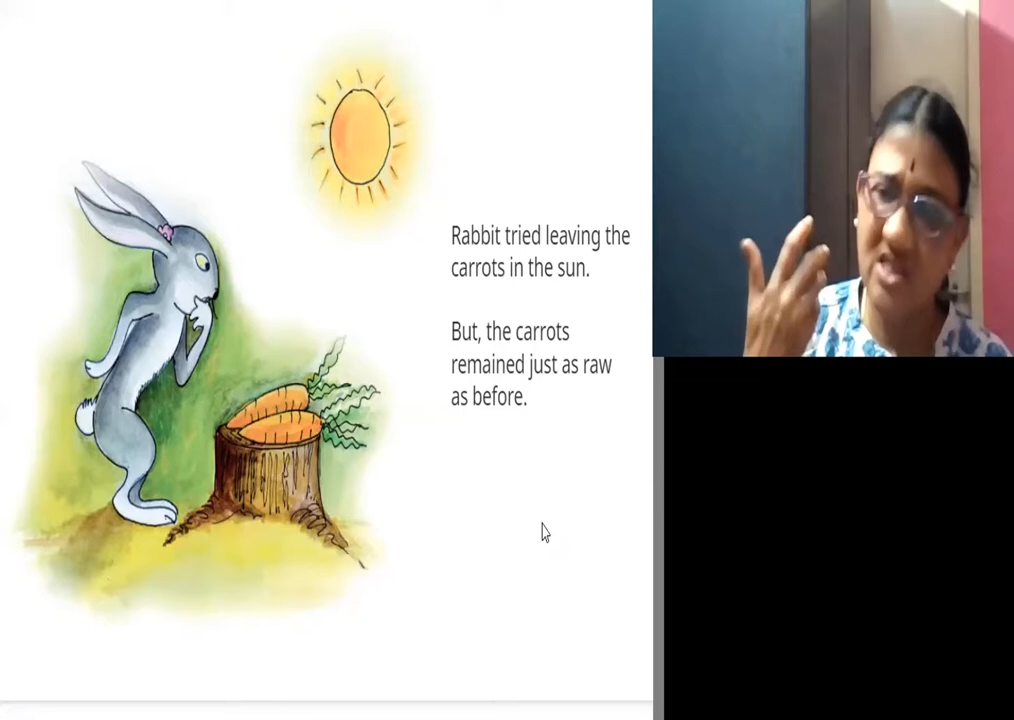 Rabbit tried leaving the
carrots in the sun.
But, the carrots
remained just as raw
as before.